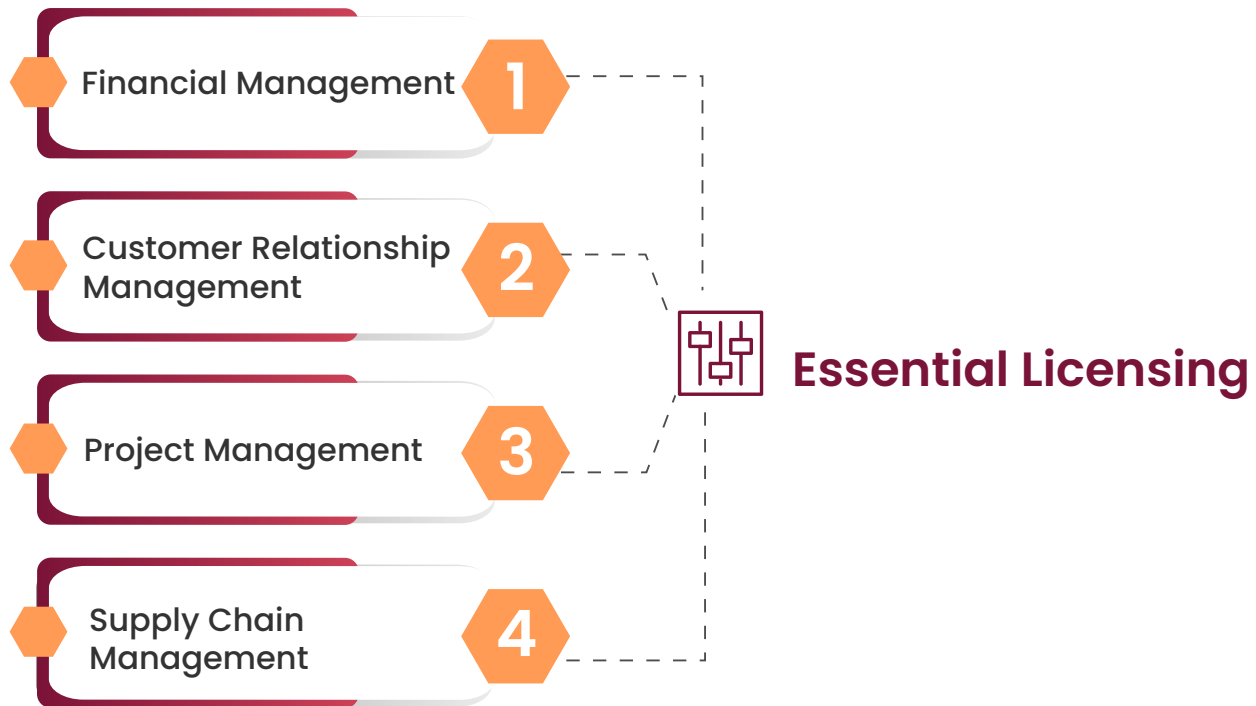 Financial Management
1
Customer Relationship
Management
2
Project Management
3
Supply Chain
Management
4
Essential Licensing